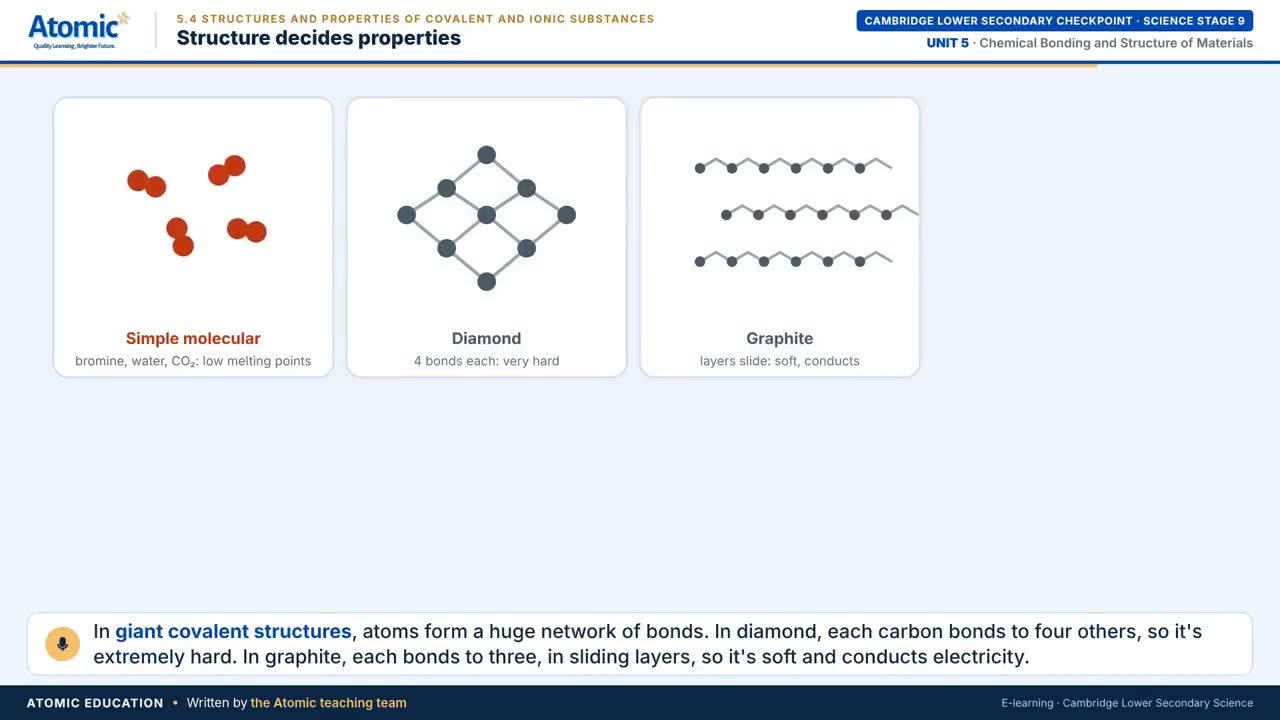 Atomic
Quality Learning, Brighter Future.
5.4 STRUCTURES AND PROPERTIES OF COVALENT AND IONIC SUBSTANCES
Structure decides properties
CAMBRIDGE LOWER SECONDARY CHECKPOINT · SCIENCE STAGE 9
UNIT 5 · Chemical Bonding and Structure of Materials
Simple molecular
bromine, water, CO₂: low melting points
Diamond
4 bonds each: very hard
Graphite
layers slide: soft, conducts
In giant covalent structures, atoms form a huge network of bonds. In diamond, each carbon bonds to four others, so it's
extremely hard. In graphite, each bonds to three, in sliding layers, so it's soft and conducts electricity.
ATOMIC EDUCATION • Written by the Atomic teaching team
E-learning · Cambridge Lower Secondary Science